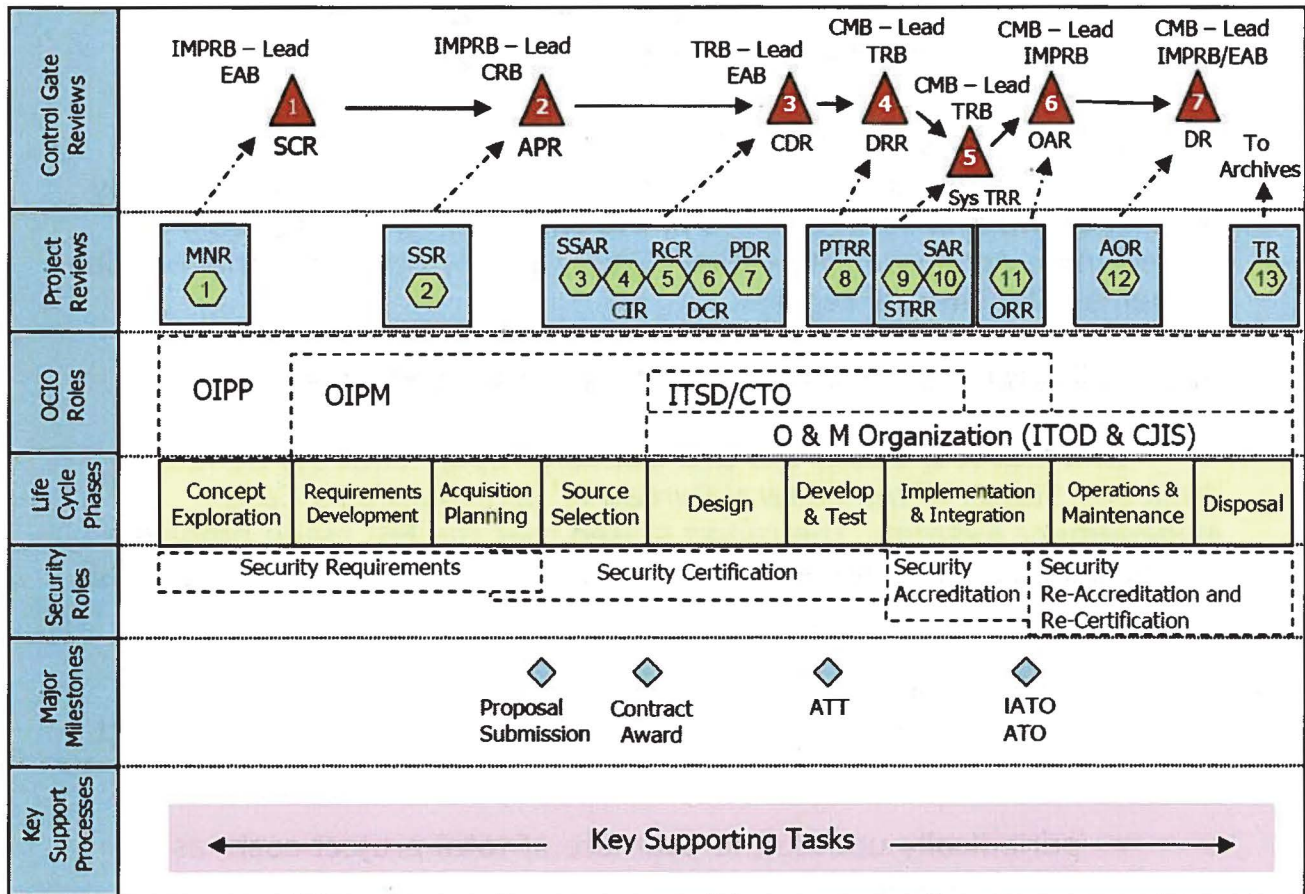 Control Gate
Reviews
IMPRB – Lead
EAB
1
SCR
IMPRB – Lead
CRB
2
APR
TRB – Lead
EAB
3
CDR
CMB – Lead
TRB
4
DRR
CMB – Lead
TRB
5
Sys TRR
CMB – Lead
IMPRB
6
OAR
CMB – Lead
IMPRB/EAB
7
DR
To
Archives
Project
Reviews
MNR
1
SSR
2
SSAR
3
4
CIR
RCR
5
6
DCR
PDR
7
PTRR
8
9
STRR
SAR
10
11
ORR
AOR
12
TR
13
OCIO
Roles
OIPP
OIPM
ITSD/CTO
O & M Organization (ITOD & CJIS)
Life
Cycle
Phases
Concept
Exploration
Requirements
Development
Acquisition
Planning
Source
Selection
Design
Develop
& Test
Implementation
& Integration
Operations &
Maintenance
Disposal
Security
Roles
Security Requirements
Security Certification
Security
Accreditation
Security
Re-Accreditation and
Re-Certification
Major
Milestones
Proposal
Submission
Contract
Award
ATT
IATO
ATO
Key
Support
Processes
Key Supporting Tasks